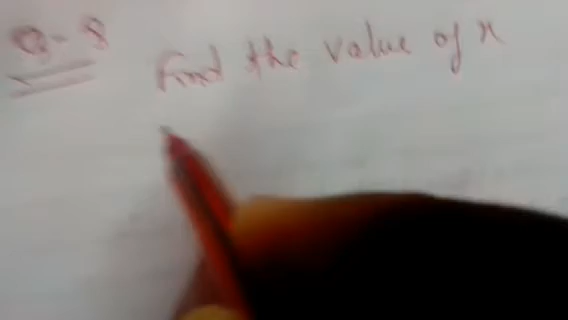 Q-8 Find the value of x